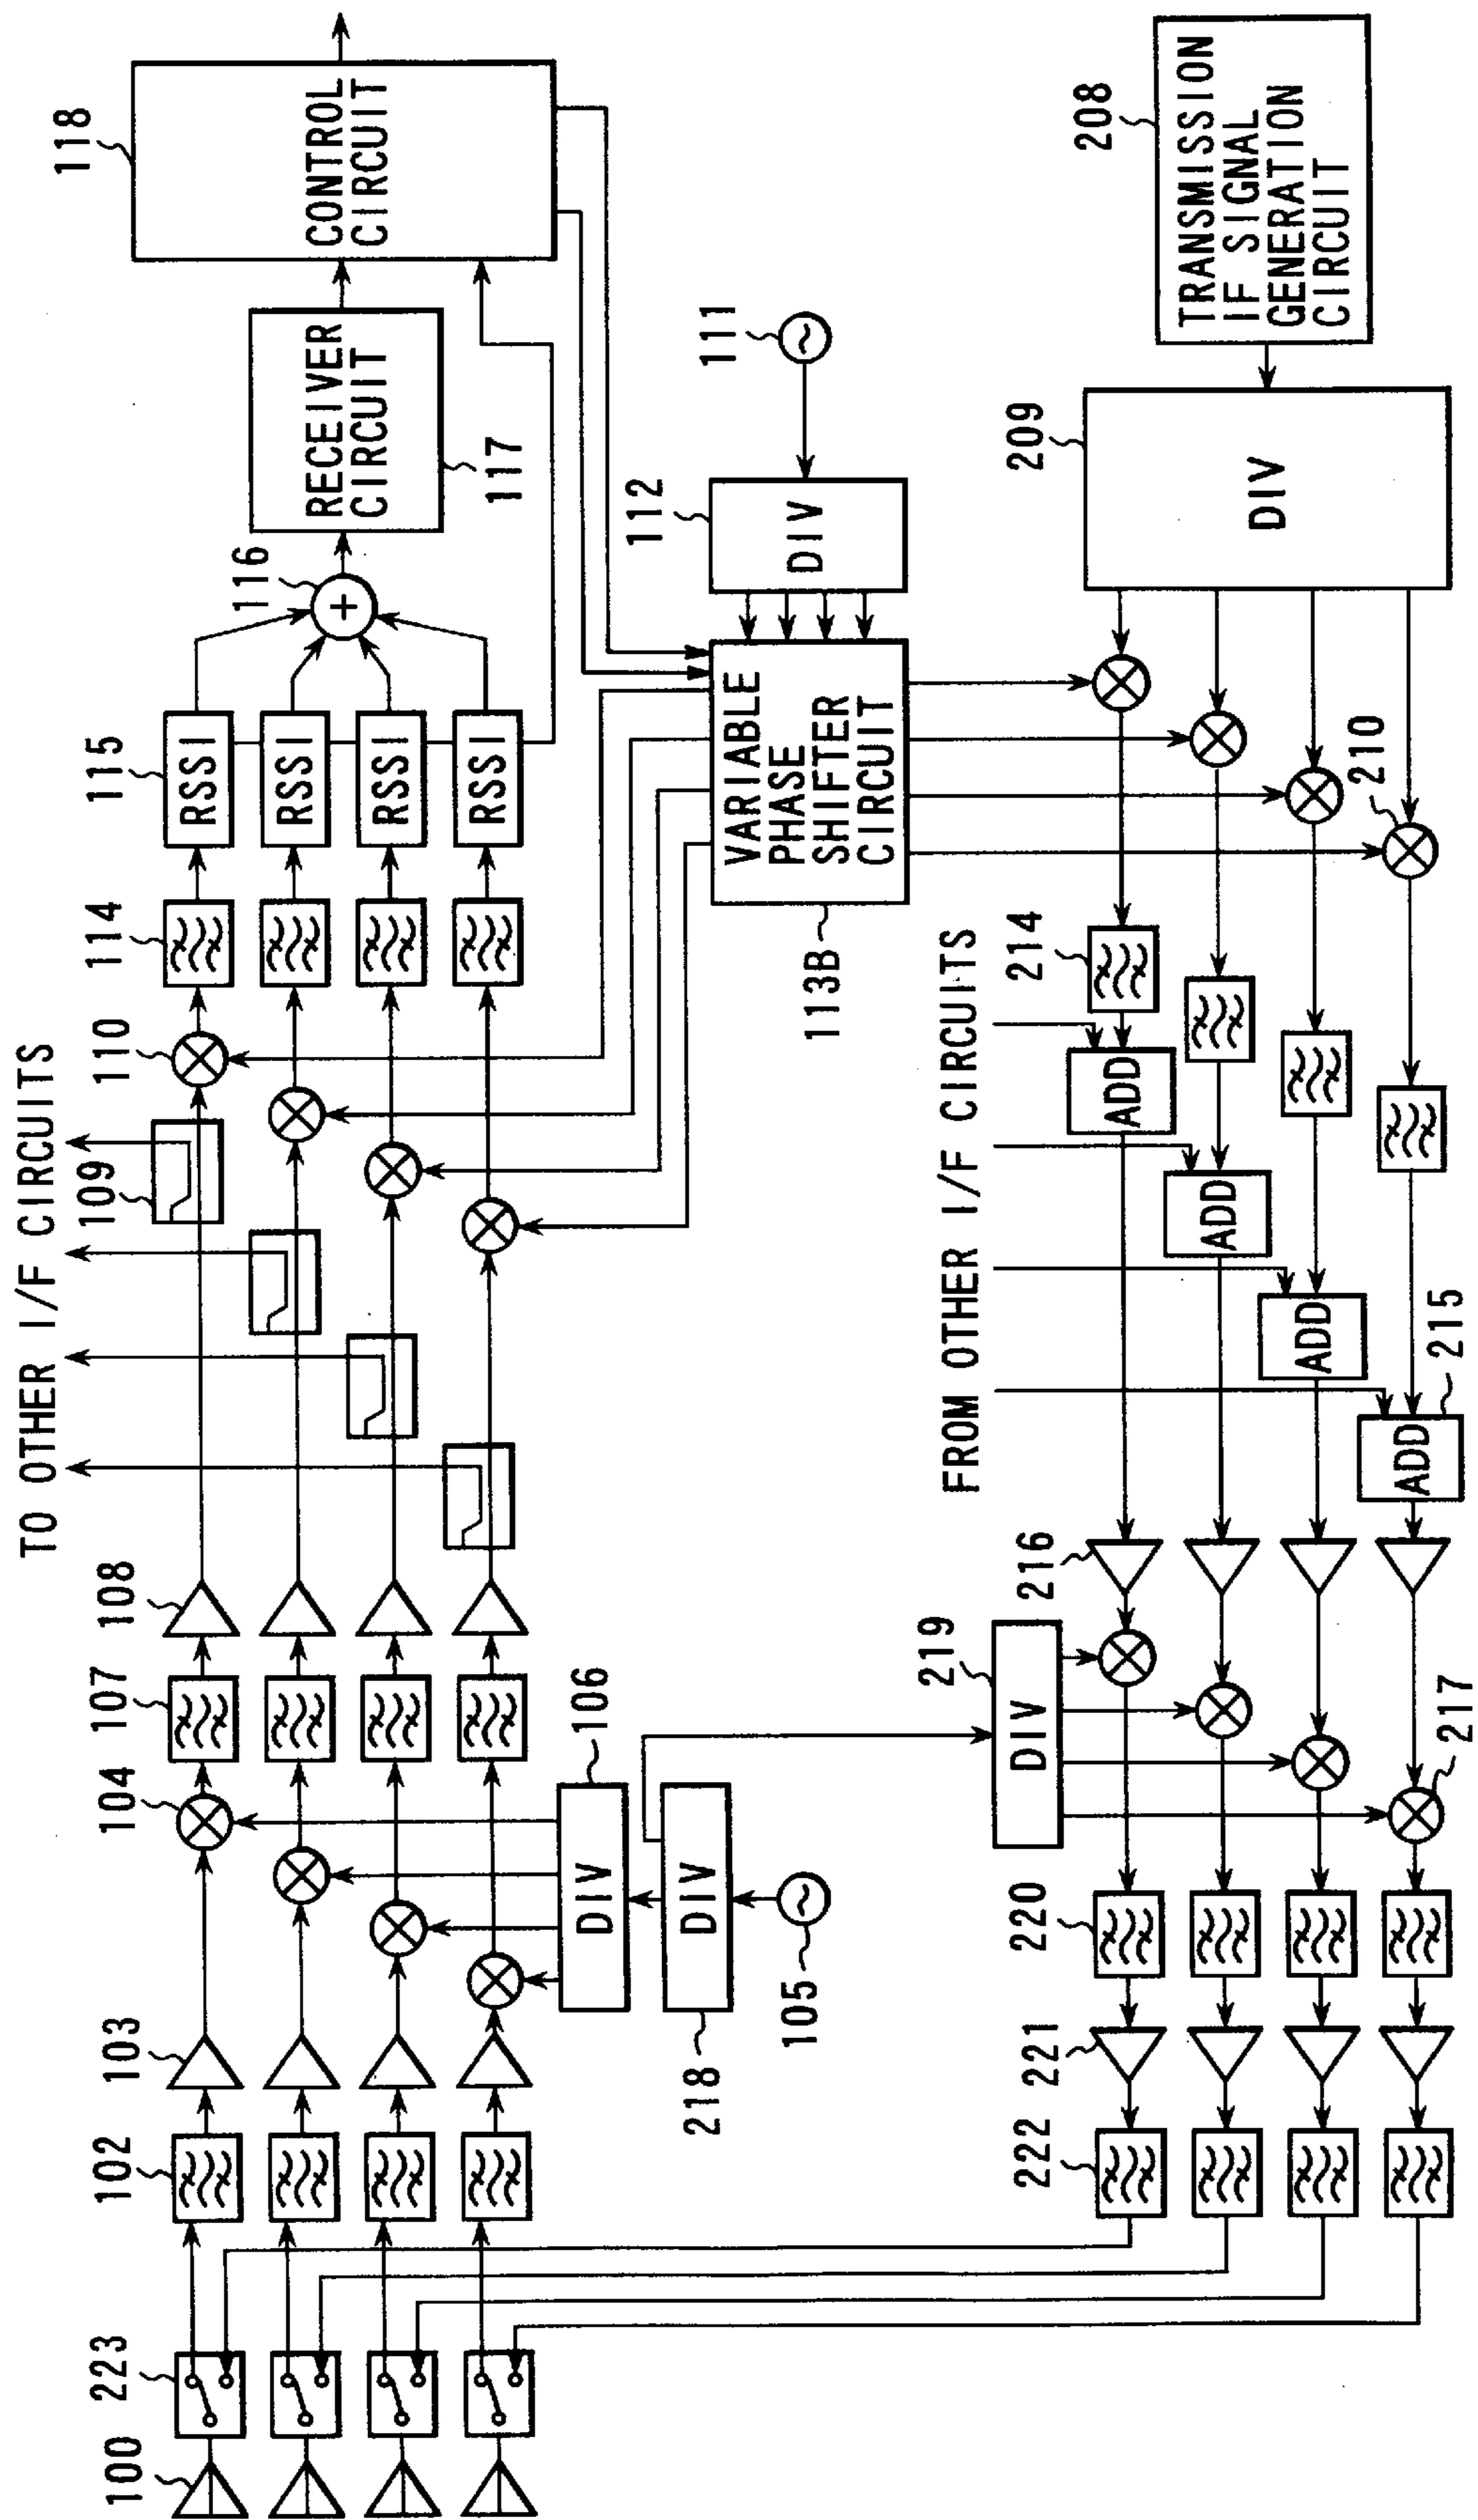 TO OTHER I/F CIRCUITS
100
223
102
103
104
107
108
109
110
114
115
RSSI
RSSI
RSSI
RSSI
116
RECEIVER
CIRCUIT
117
CONTROL
CIRCUIT
118
DIV
106
DIV
218
105
VARIABLE
PHASE
SHIFTER
CIRCUIT
113B
DIV
112
111
FROM OTHER I/F CIRCUITS
222
221
220
DIV
219
217
216
ADD
ADD
ADD
ADD
215
214
210
DIV
209
TRANSMISSION
IF SIGNAL
GENERATION
CIRCUIT
208